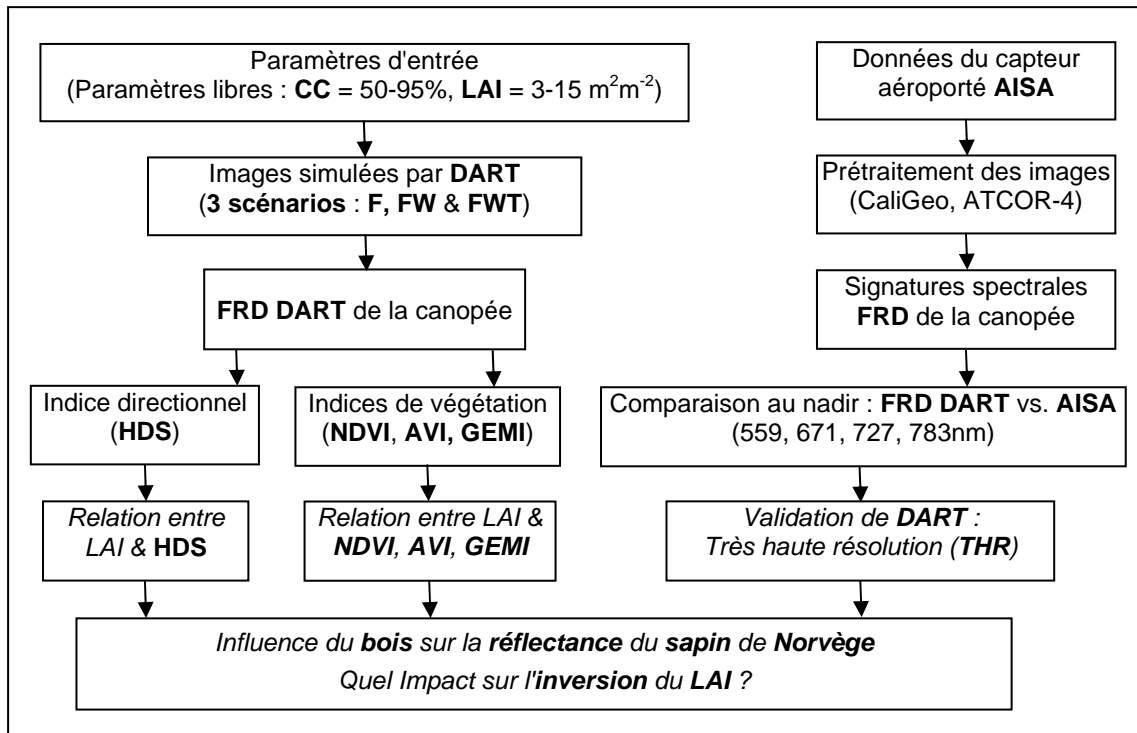 Paramètres d'entrée
(Paramètres libres : CC = 50-95%, LAI = 3-15 m²m⁻²)
Données du capteur
aéroporté AISA
Images simulées par DART
(3 scénarios : F, FW & FWT)
Prétraitement des images
(CaliGeo, ATCOR-4)
FRD DART de la canopée
Signatures spectrales
FRD de la canopée
Indice directionnel
(HDS)
Indices de végétation
(NDVI, AVI, GEMI)
Comparaison au nadir : FRD DART vs. AISA
(559, 671, 727, 783nm)
Relation entre
LAI & HDS
Relation entre LAI &
NDVI, AVI, GEMI
Validation de DART :
Très haute résolution (THR)
Influence du bois sur la réflectance du sapin de Norvège
Quel Impact sur l'inversion du LAI ?